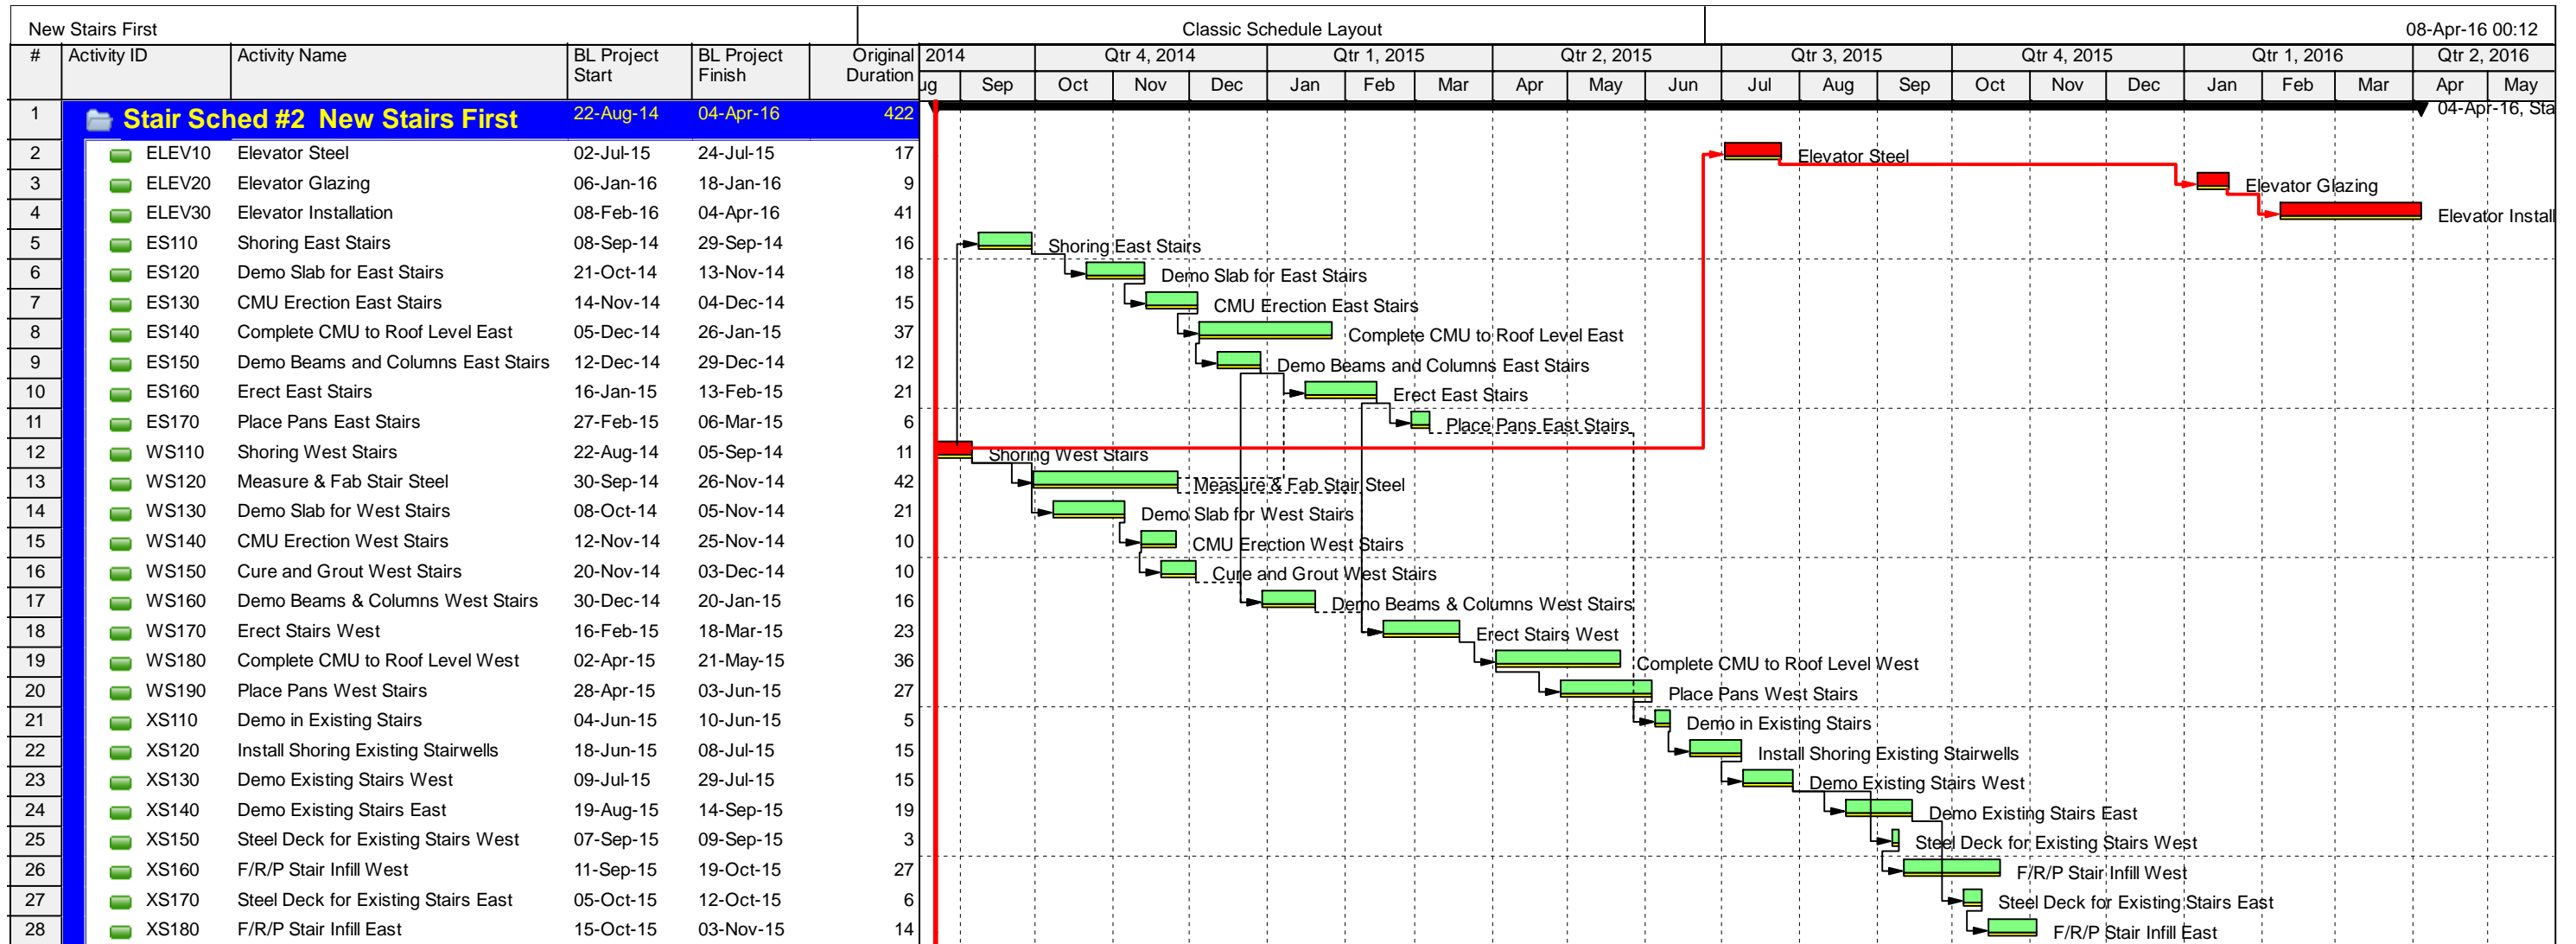 New Stairs First Classic Schedule Layout 08-Apr-16 00:12
# Activity ID Activity Name BL Project Start BL Project Finish Original Duration
2014 Qtr 4, 2014 Qtr 1, 2015 Qtr 2, 2015 Qtr 3, 2015 Qtr 4, 2015 Qtr 1, 2016 Qtr 2, 2016
ug Sep Oct Nov Dec Jan Feb Mar Apr May Jun Jul Aug Sep Oct Nov Dec Jan Feb Mar Apr May
1 Stair Sched #2 New Stairs First 22-Aug-14 04-Apr-16 422 04-Apr-16, Sta
2 ELEV10 Elevator Steel 02-Jul-15 24-Jul-15 17 Elevator Steel
3 ELEV20 Elevator Glazing 06-Jan-16 18-Jan-16 9 Elevator Glazing
4 ELEV30 Elevator Installation 08-Feb-16 04-Apr-16 41 Elevator Install
5 ES110 Shoring East Stairs 08-Sep-14 29-Sep-14 16 Shoring East Stairs
6 ES120 Demo Slab for East Stairs 21-Oct-14 13-Nov-14 18 Demo Slab for East Stairs
7 ES130 CMU Erection East Stairs 14-Nov-14 04-Dec-14 15 CMU Erection East Stairs
8 ES140 Complete CMU to Roof Level East 05-Dec-14 26-Jan-15 37 Complete CMU to Roof Level East
9 ES150 Demo Beams and Columns East Stairs 12-Dec-14 29-Dec-14 12 Demo Beams and Columns East Stairs
10 ES160 Erect East Stairs 16-Jan-15 13-Feb-15 21 Erect East Stairs
11 ES170 Place Pans East Stairs 27-Feb-15 06-Mar-15 6 Place Pans East Stairs
12 WS110 Shoring West Stairs 22-Aug-14 05-Sep-14 11 Shoring West Stairs
13 WS120 Measure & Fab Stair Steel 30-Sep-14 26-Nov-14 42 Measure & Fab Stair Steel
14 WS130 Demo Slab for West Stairs 08-Oct-14 05-Nov-14 21 Demo Slab for West Stairs
15 WS140 CMU Erection West Stairs 12-Nov-14 25-Nov-14 10 CMU Erection West Stairs
16 WS150 Cure and Grout West Stairs 20-Nov-14 03-Dec-14 10 Cure and Grout West Stairs
17 WS160 Demo Beams & Columns West Stairs 30-Dec-14 20-Jan-15 16 Demo Beams & Columns West Stairs
18 WS170 Erect Stairs West 16-Feb-15 18-Mar-15 23 Erect Stairs West
19 WS180 Complete CMU to Roof Level West 02-Apr-15 21-May-15 36 Complete CMU to Roof Level West
20 WS190 Place Pans West Stairs 28-Apr-15 03-Jun-15 27 Place Pans West Stairs
21 XS110 Demo in Existing Stairs 04-Jun-15 10-Jun-15 5 Demo in Existing Stairs
22 XS120 Install Shoring Existing Stairwells 18-Jun-15 08-Jul-15 15 Install Shoring Existing Stairwells
23 XS130 Demo Existing Stairs West 09-Jul-15 29-Jul-15 15 Demo Existing Stairs West
24 XS140 Demo Existing Stairs East 19-Aug-15 14-Sep-15 19 Demo Existing Stairs East
25 XS150 Steel Deck for Existing Stairs West 07-Sep-15 09-Sep-15 3 Steel Deck for Existing Stairs West
26 XS160 F/R/P Stair Infill West 11-Sep-15 19-Oct-15 27 F/R/P Stair Infill West
27 XS170 Steel Deck for Existing Stairs East 05-Oct-15 12-Oct-15 6 Steel Deck for Existing Stairs East
28 XS180 F/R/P Stair Infill East 15-Oct-15 03-Nov-15 14 F/R/P Stair Infill East